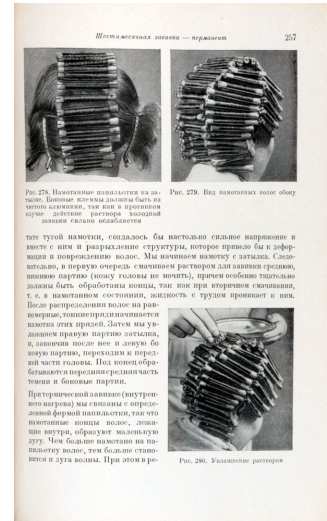 Шестимесячная завивка — перманент 257
Рис. 278. Намотанные папильотки на за-
тылке. Боковые клеммы должны быть из
чистого алюминия, так как в противном
случае действие раствора холодной
завивки сильно ослабляется
Рис. 279. Вид намотанных волос сбоку
тате тугой намотки, создалось бы настолько сильное напряжение и
вместе с ним и разрыхление структуры, которое привело бы к дефор-
мации и повреждению волос. Мы начинаем намотку с затылка. Следо-
вательно, в первую очередь смачиваем раствором для завивки среднюю,
нижнюю партию (кожу головы не мочить), причем особенно тщательно
должны быть обработаны концы, так как при вторичном смачивании,
т. е. в намотанном состоянии, жидкость с трудом проникает к ним.
После распределения волос на рав-
номерные, тонкие пряди начинается
намотка этих прядей. Затем мы ув-
лажняем правую партию затылка,
и, закончив после нее и левую бо
ковую партию, переходим к перед-
ней части головы. Под конец обра-
батываются передняя средняя часть
темени и боковые партии.
При термической завивке (внутрен-
него нагрева) мы связаны с опреде-
ленной формой папильотки, так что
намотанные концы волос, лежа-
щие внутри, образуют маленькую
дугу. Чем больше намотано на па-
пильотку волос, тем больше стано-
вится и дуга волны. При этом в ре-
Рис. 280. Увлажнение раствором